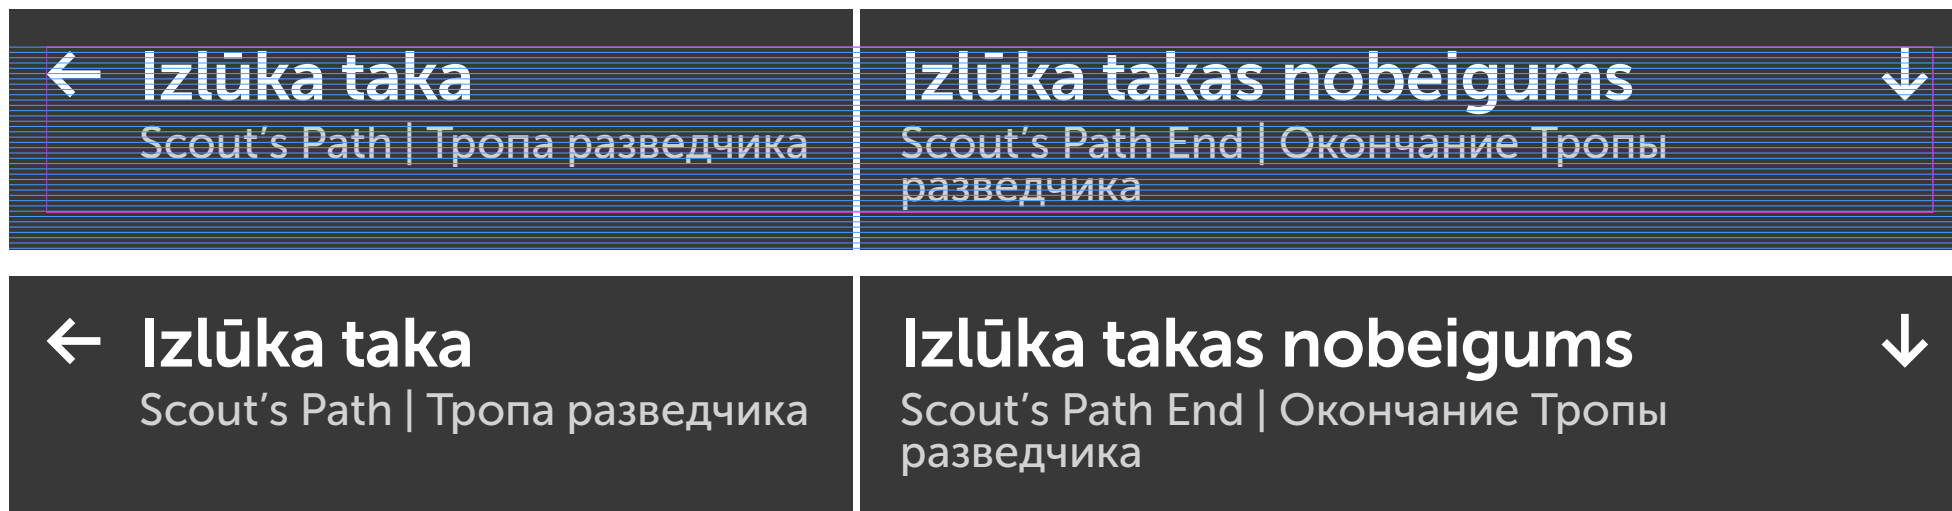 ← Izlūka taka
Scout’s Path | Тропа разведчика
Izlūka takas nobeigums ↓
Scout’s Path End | Окончание Тропы
разведчика
← Izlūka taka
Scout’s Path | Тропа разведчика
Izlūka takas nobeigums ↓
Scout’s Path End | Окончание Тропы
разведчика